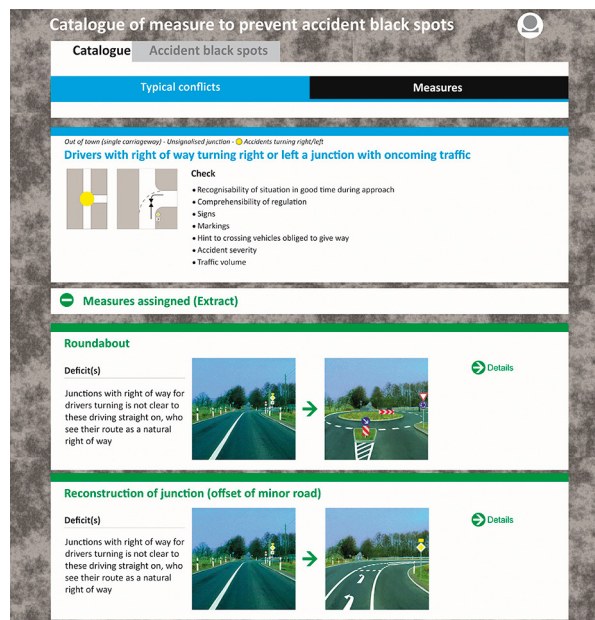 Catalogue of measure to prevent accident black spots
Catalogue
Accident black spots
Typical conflicts
Measures
Out of town (single carriageway) - Unsignalised junction - Accidents turning right/left
Drivers with right of way turning right or left a junction with oncoming traffic
Check
• Recognisability of situation in good time during approach
• Comprehensibility of regulation
• Signs
• Markings
• Hint to crossing vehicles obliged to give way
• Accident severity
• Traffic volume
Measures assingned (Extract)
Roundabout
Deficit(s)
Junctions with right of way for
drivers turning is not clear to
these driving straight on, who
see their route as a natural
right of way
Details
Reconstruction of junction (offset of minor road)
Deficit(s)
Junctions with right of way for
drivers turning is not clear to
these driving straight on, who
see their route as a natural
right of way
Details